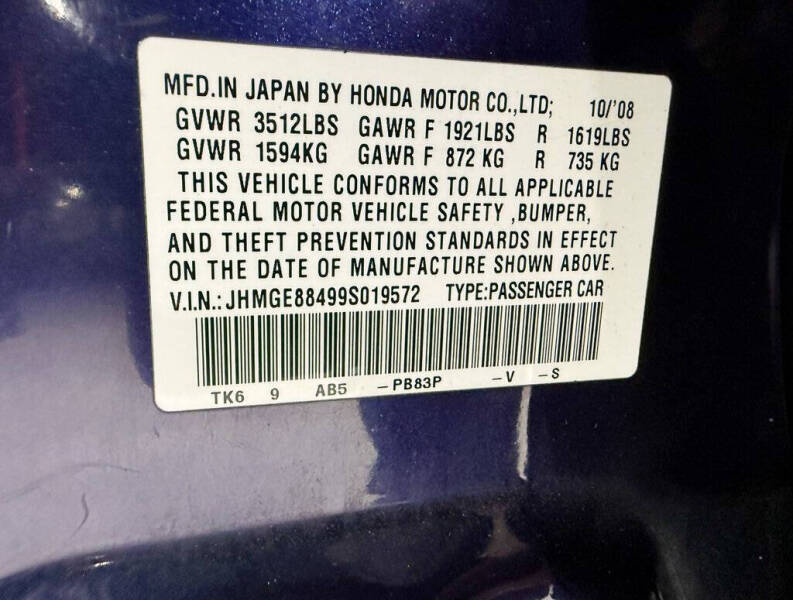 MFD.IN JAPAN BY HONDA MOTOR CO.,LTD; 10/'08
GVWR 3512LBS GAWR F 1921LBS R 1619LBS
GVWR 1594KG GAWR F 872 KG R 735 KG
THIS VEHICLE CONFORMS TO ALL APPLICABLE
FEDERAL MOTOR VEHICLE SAFETY ,BUMPER,
AND THEFT PREVENTION STANDARDS IN EFFECT
ON THE DATE OF MANUFACTURE SHOWN ABOVE.
V.I.N.: JHMGE88499S019572 TYPE:PASSENGER CAR
TK6 9 AB5 -PB83P -V -S